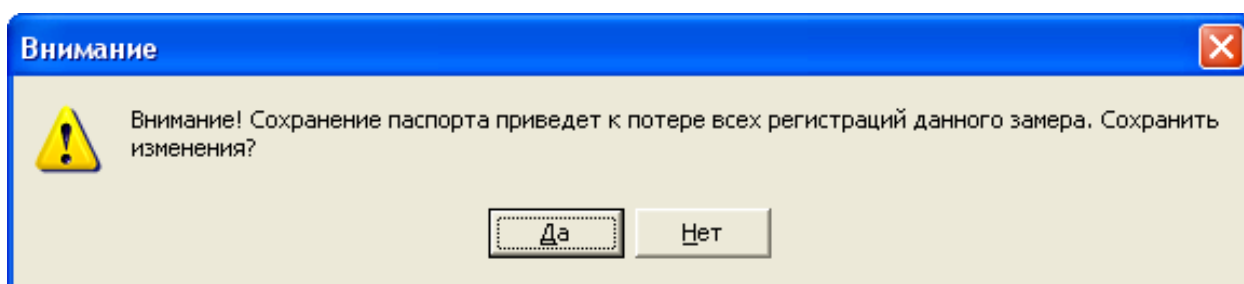 Внимание
Внимание! Сохранение паспорта приведет к потере всех регистраций данного замера. Сохранить
изменения?
Да
Нет